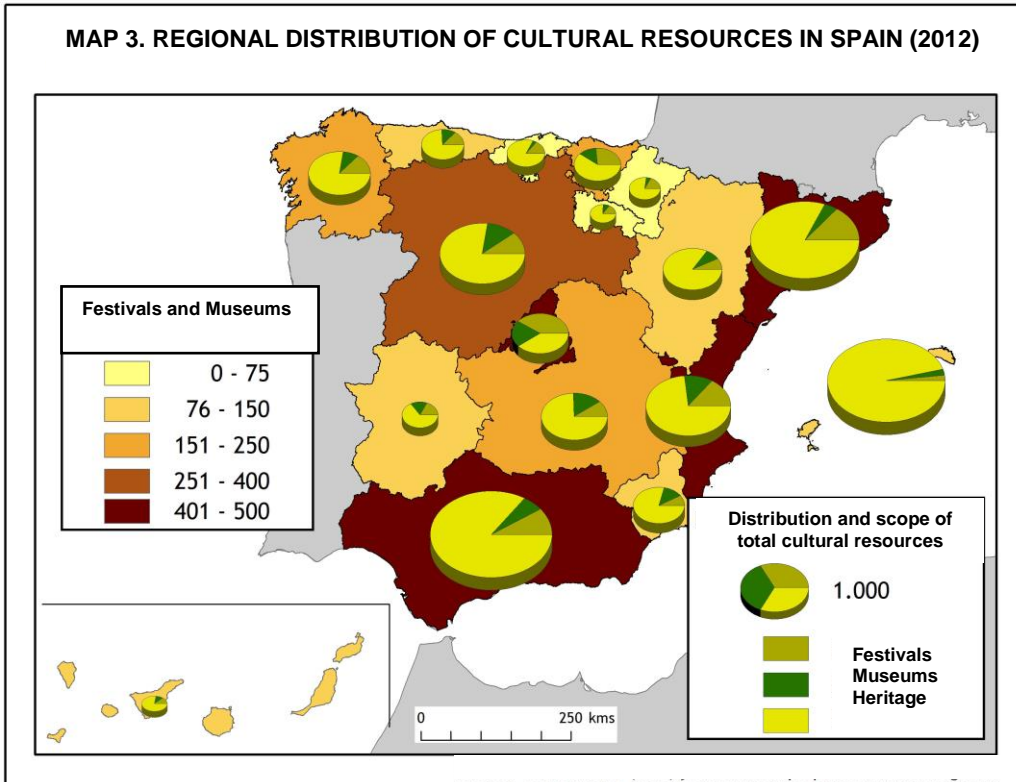 MAP 3. REGIONAL DISTRIBUTION OF CULTURAL RESOURCES IN SPAIN (2012)
Festivals and Museums
0 - 75
76 - 150
151 - 250
251 - 400
401 - 500
Distribution and scope of
total cultural resources
1.000
Festivals
Museums
Heritage
0 250 kms